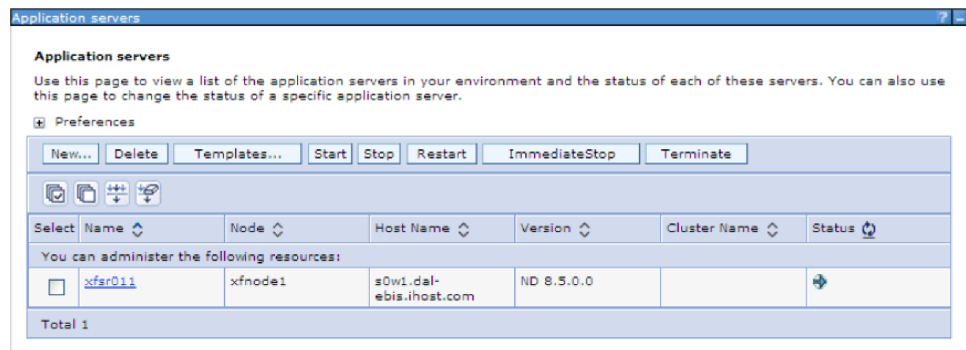 Application servers ? -
Application servers
Use this page to view a list of the application servers in your environment and the status of each of these servers. You can also use
this page to change the status of a specific application server.
+ Preferences
New... Delete Templates... Start Stop Restart ImmediateStop Terminate
Select Name Node Host Name Version Cluster Name Status
You can administer the following resources:
xfsr011 xfnode1 s0w1.dal- ND 8.5.0.0
ebis.ihost.com
Total 1